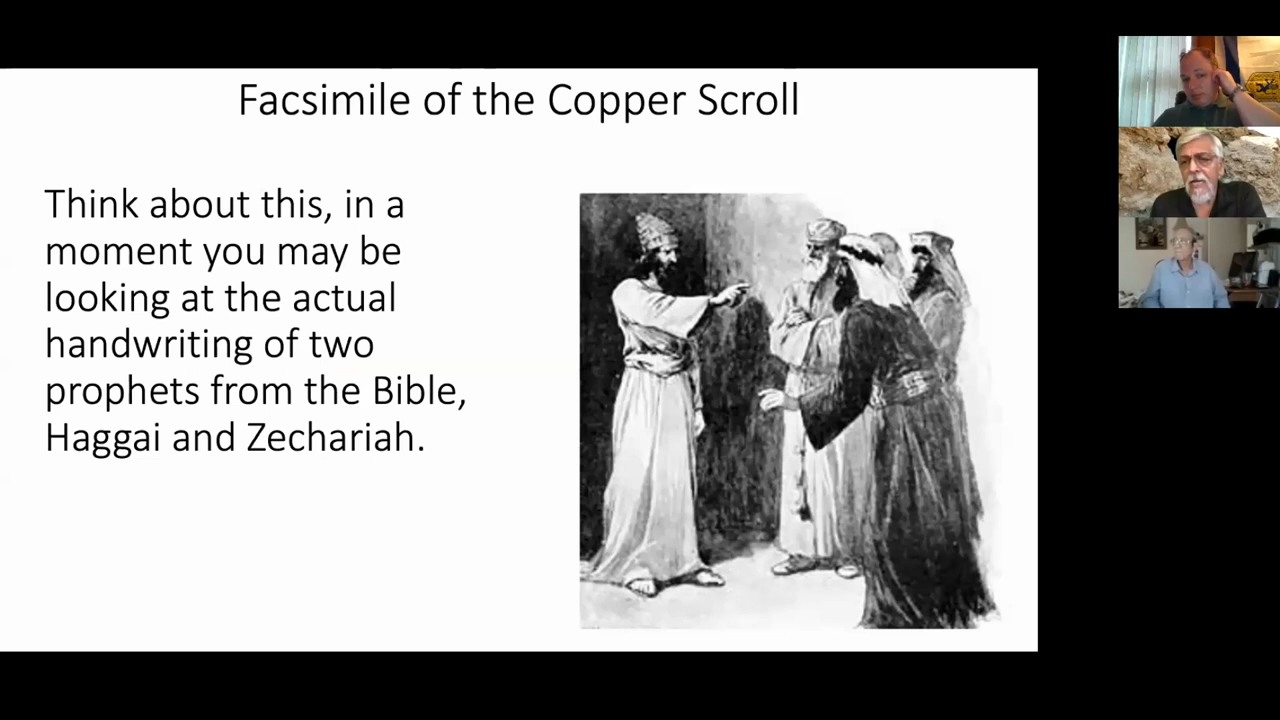 Facsimile of the Copper Scroll
Think about this, in a
moment you may be
looking at the actual
handwriting of two
prophets from the Bible,
Haggai and Zechariah.